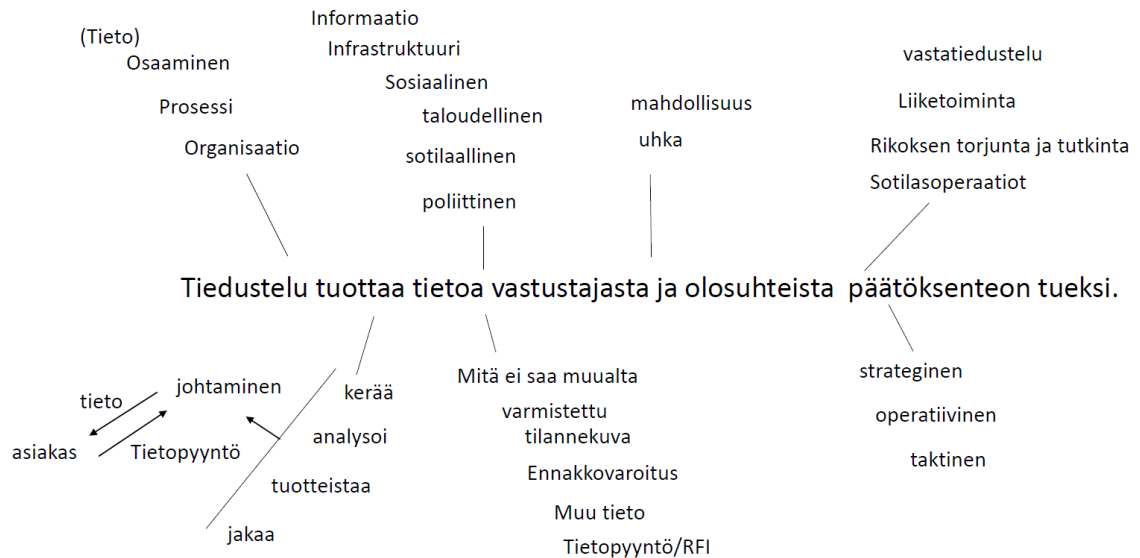 (Tieto)
Osaaminen
Prosessi
Organisaatio
Informaatio
Infrastruktuuri
Sosiaalinen
taloudellinen
sotilaallinen
poliittinen
mahdollisuus
uhka
vastatiedustelu
Liiketoiminta
Rikoksen torjunta ja tutkinta
Sotilasoperaatiot
Tiedustelu tuottaa tietoa vastustajasta ja olosuhteista päätöksenteon tueksi.
johtaminen
tieto
asiakas
Tietopyyntö
kerää
analysoi
tuotteistaa
jakaa
Mitä ei saa muualta
varmistettu
tilannekuva
Ennakkovaroitus
Muu tieto
Tietopyyntö/RFI
strateginen
operatiivinen
taktinen